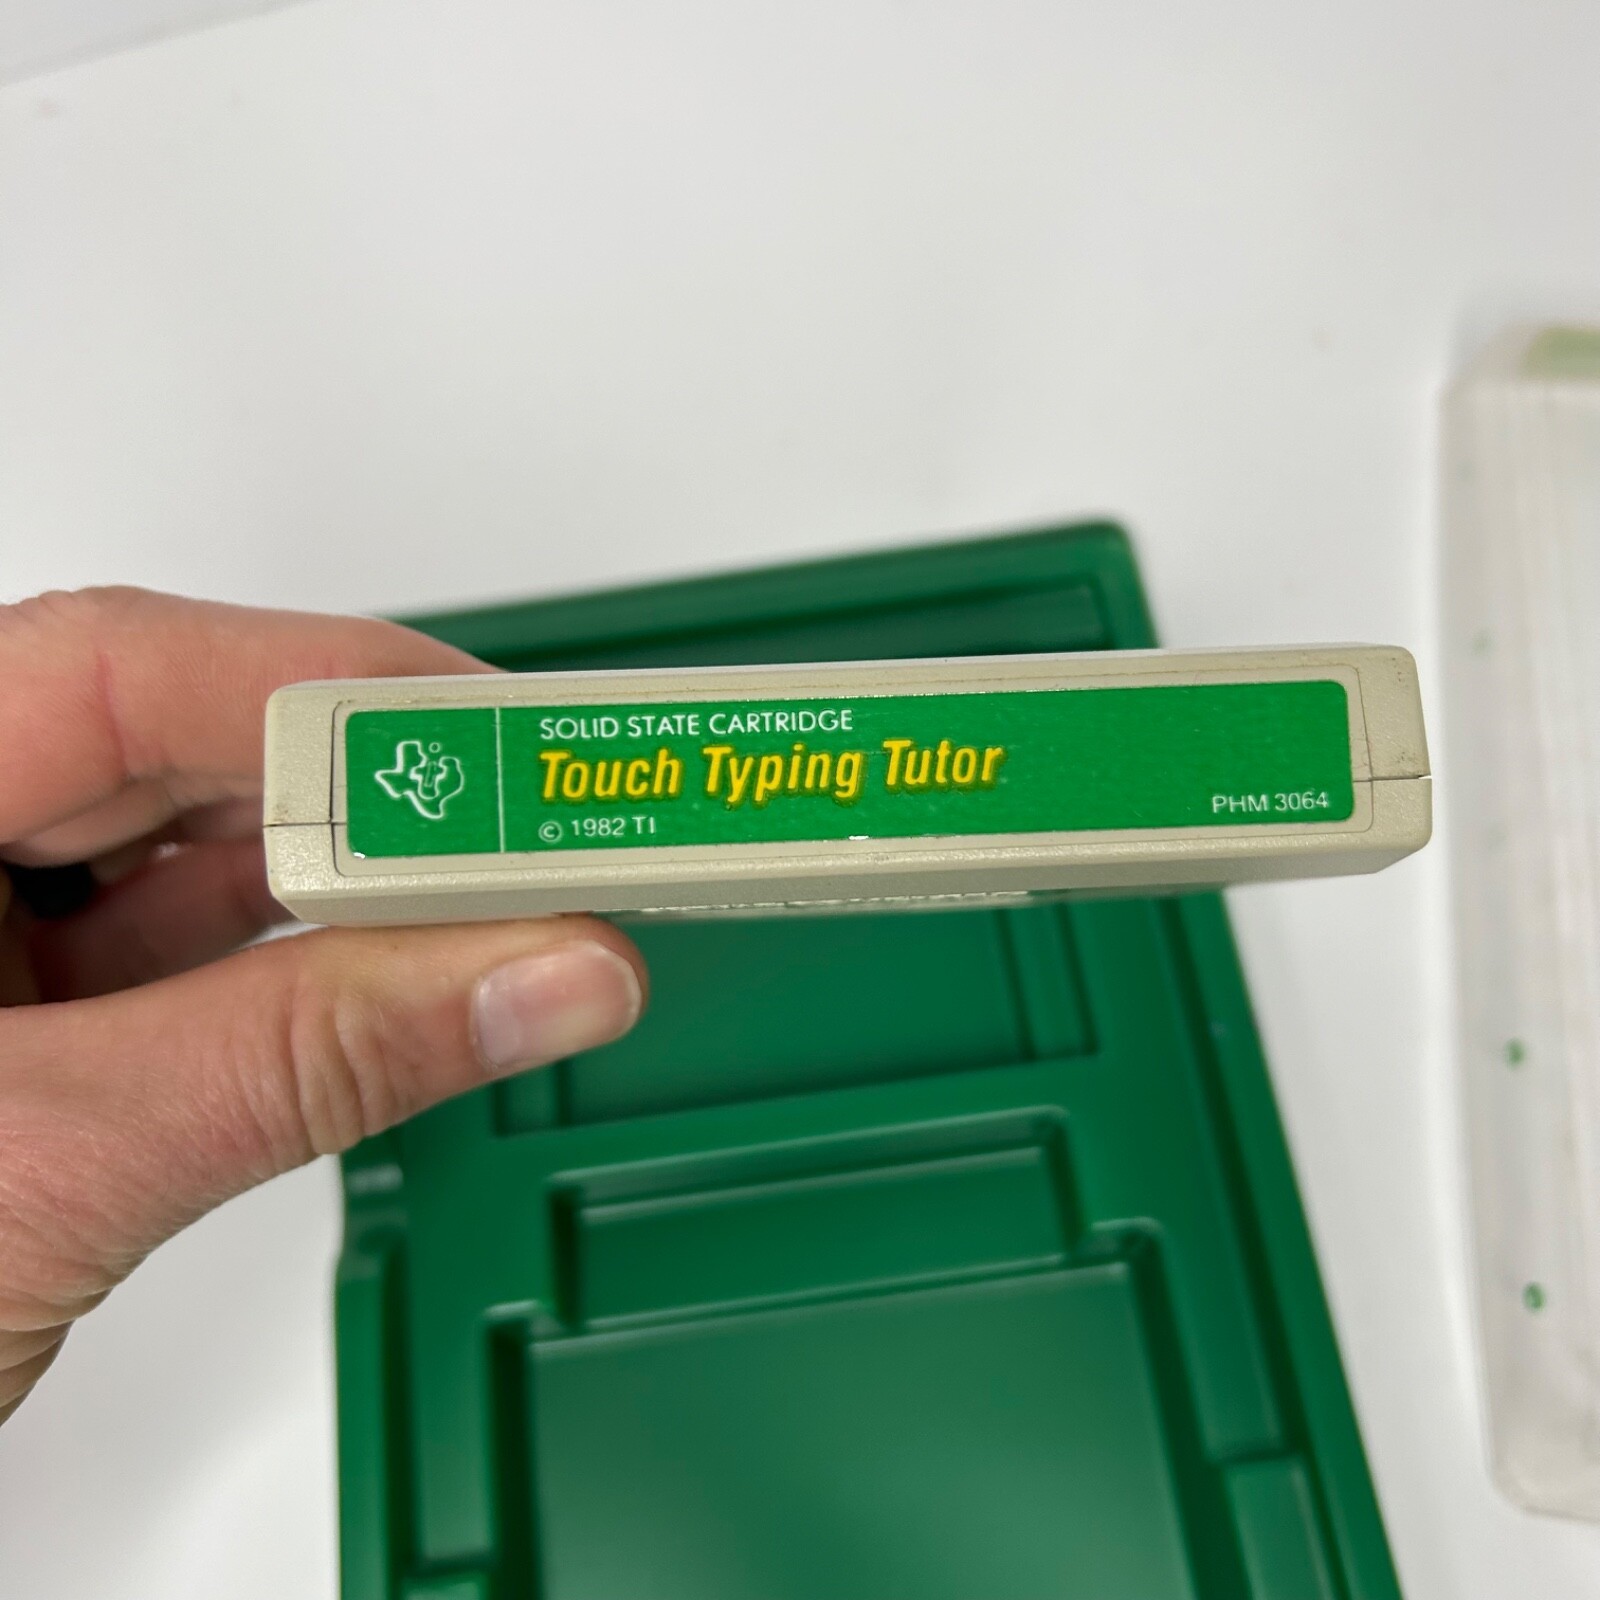 SOLID STATE CARTRIDGE
Touch Typing Tutor
© 1982 TI
PHM 3064